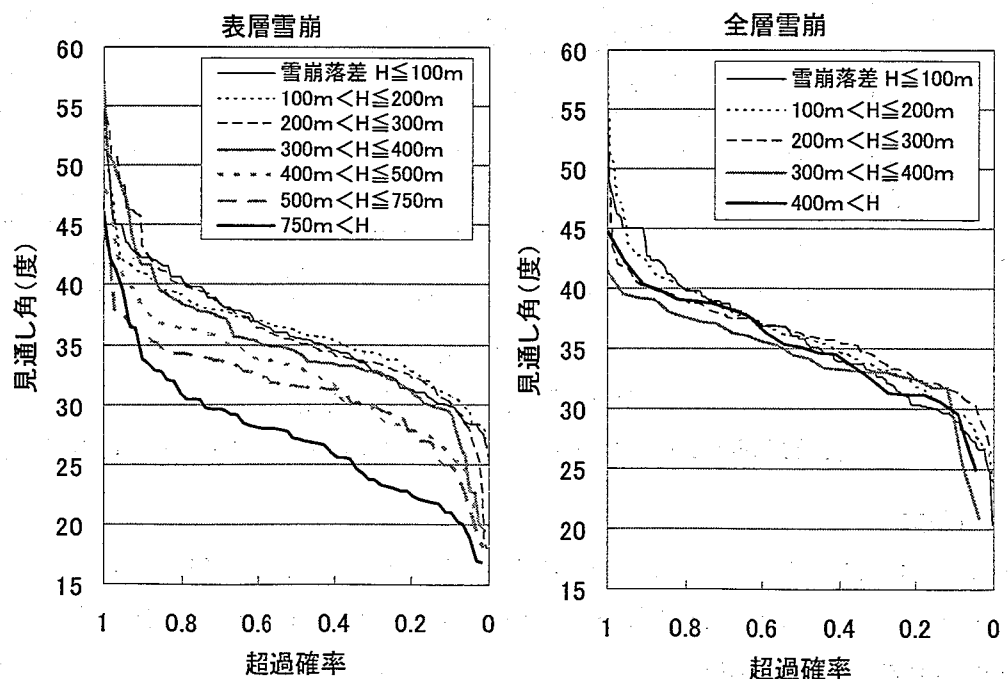 表層雪崩
60
55
50
45
40
35
30
25
20
15
見通し角(度)
雪崩落差 H≦100m
100m<H≦200m
200m<H≦300m
300m<H≦400m
400m<H≦500m
500m<H≦750m
750m<H
1
0.8
0.6
0.4
0.2
0
超過確率
全層雪崩
60
55
50
45
40
35
30
25
20
15
見通し角(度)
雪崩落差 H≦100m
100m<H≦200m
200m<H≦300m
300m<H≦400m
400m<H
1
0.8
0.6
0.4
0.2
0
超過確率